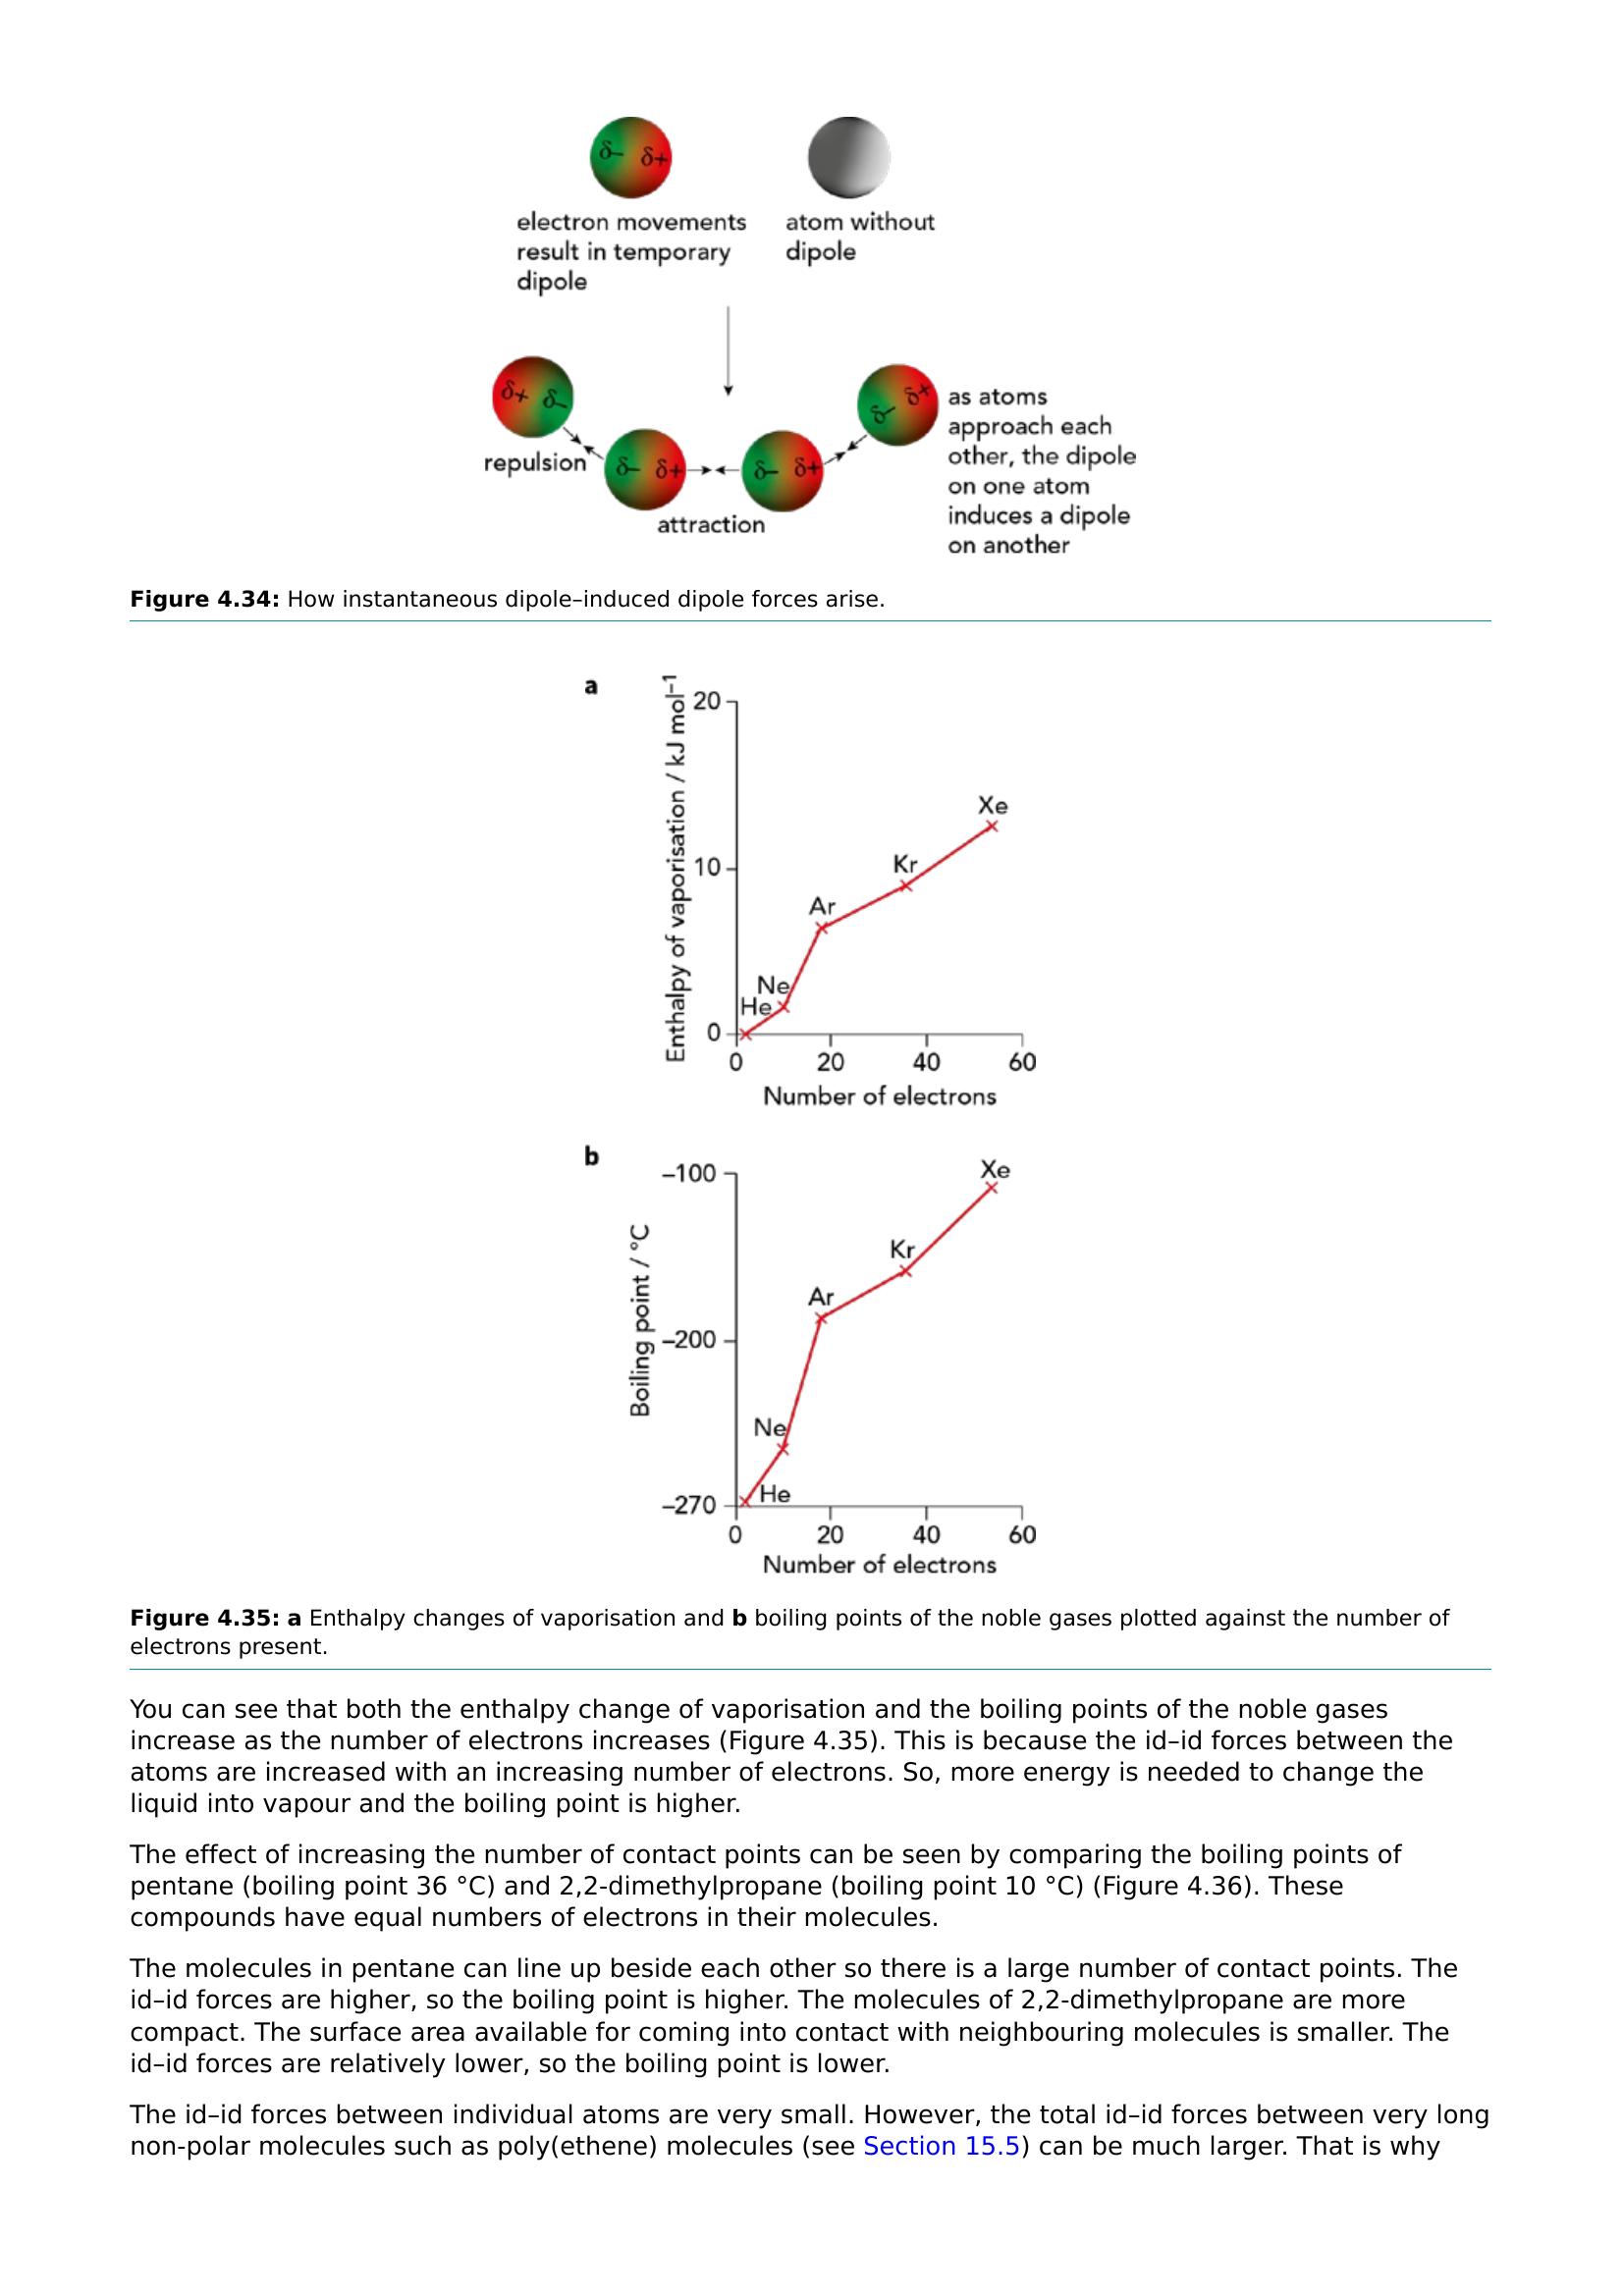 δ– δ+
electron movements
result in temporary
dipole
atom without
dipole
δ+ δ–
repulsion
δ– δ+
attraction
δ– δ+
δ– δ+
as atoms
approach each
other, the dipole
on one atom
induces a dipole
on another
Figure 4.34: How instantaneous dipole–induced dipole forces arise.
a
Enthalpy of vaporisation / kJ mol⁻¹
20
10
0
He
Ne
Ar
Kr
Xe
0 20 40 60
Number of electrons
b
Boiling point / °C
–100
–200
–270
He
Ne
Ar
Kr
Xe
0 20 40 60
Number of electrons
Figure 4.35: a Enthalpy changes of vaporisation and b boiling points of the noble gases plotted against the number of
electrons present.
You can see that both the enthalpy change of vaporisation and the boiling points of the noble gases
increase as the number of electrons increases (Figure 4.35). This is because the id–id forces between the
atoms are increased with an increasing number of electrons. So, more energy is needed to change the
liquid into vapour and the boiling point is higher.
The effect of increasing the number of contact points can be seen by comparing the boiling points of
pentane (boiling point 36 °C) and 2,2-dimethylpropane (boiling point 10 °C) (Figure 4.36). These
compounds have equal numbers of electrons in their molecules.
The molecules in pentane can line up beside each other so there is a large number of contact points. The
id–id forces are higher, so the boiling point is higher. The molecules of 2,2-dimethylpropane are more
compact. The surface area available for coming into contact with neighbouring molecules is smaller. The
id–id forces are relatively lower, so the boiling point is lower.
The id–id forces between individual atoms are very small. However, the total id–id forces between very long
non-polar molecules such as poly(ethene) molecules (see Section 15.5) can be much larger. That is why